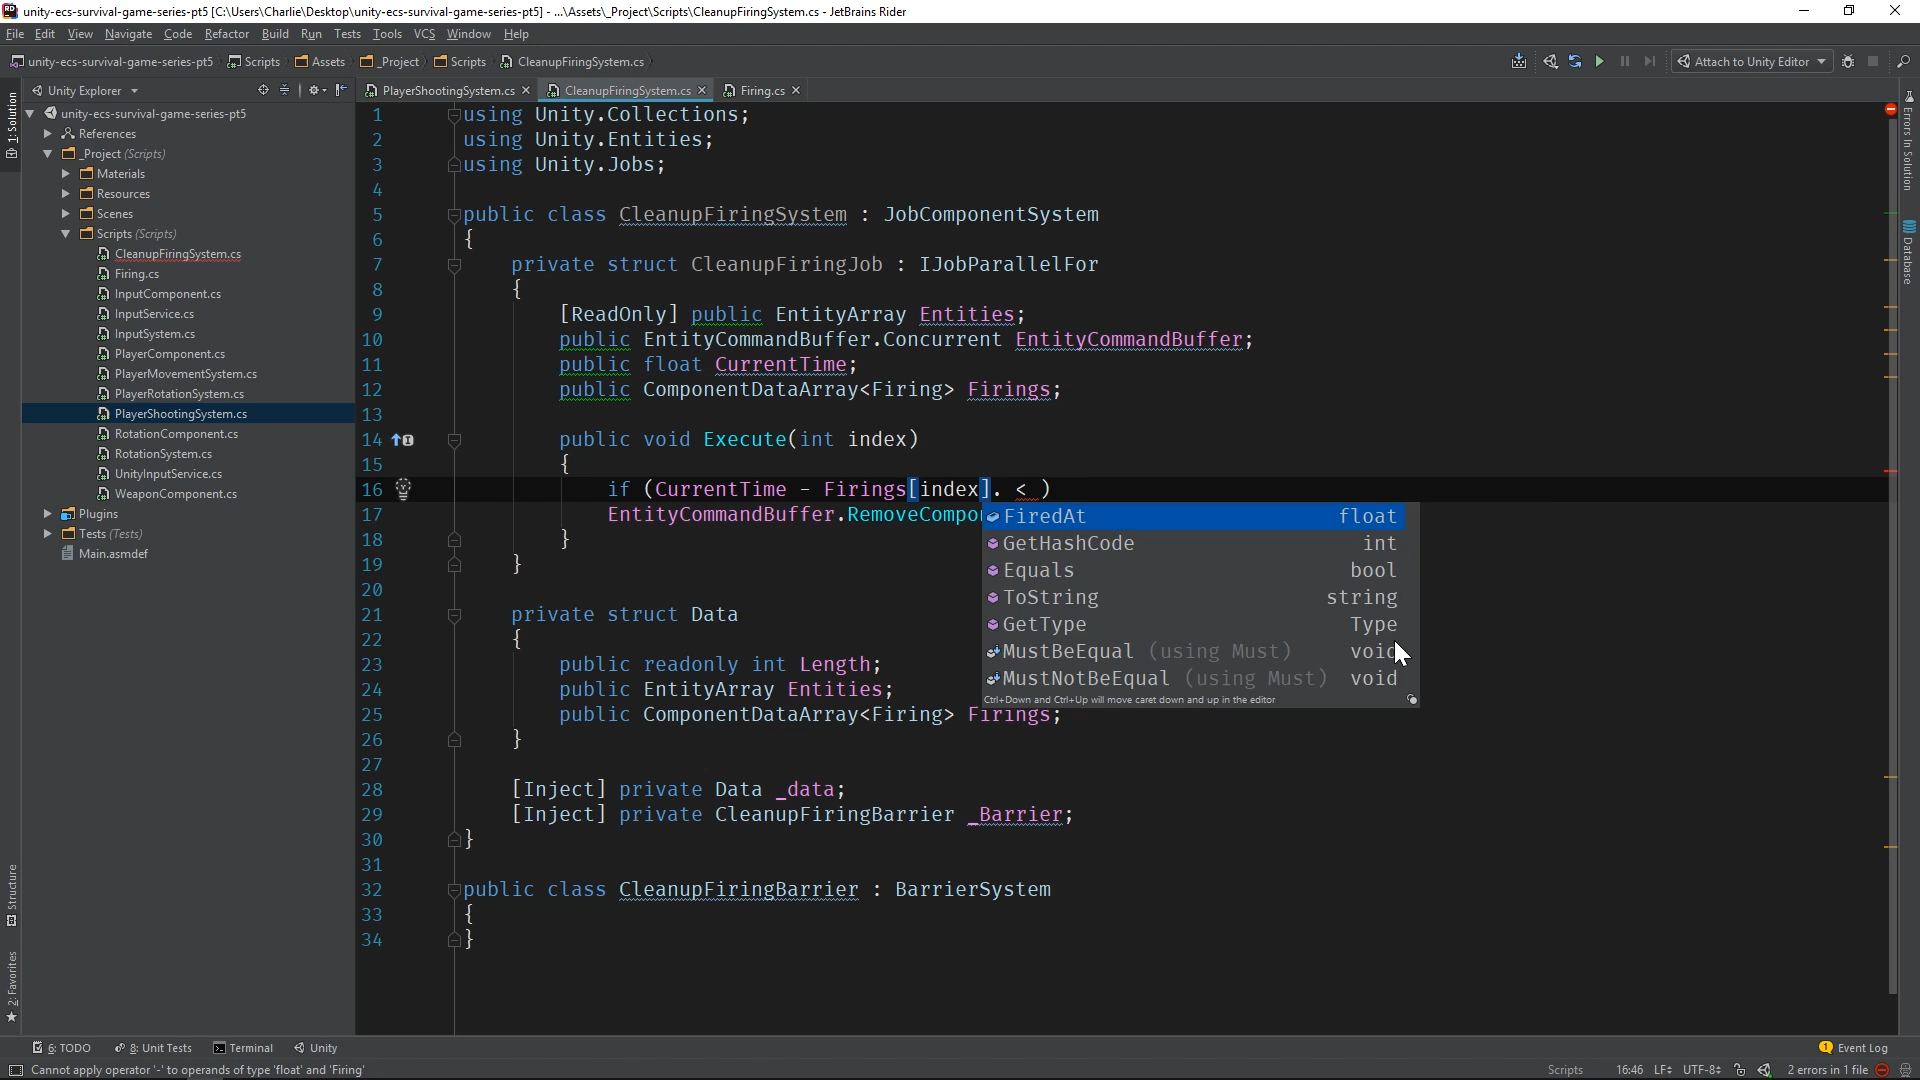 unity-ecs-survival-game-series-pt5 [C:\Users\Charlie\Desktop\unity-ecs-survival-game-series-pt5] - ...\Assets\_Project\Scripts\CleanupFiringSystem.cs - JetBrains Rider
File Edit View Navigate Code Refactor Build Run Tests Tools VCS Window Help
unity-ecs-survival-game-series-pt5 Scripts Assets _Project Scripts CleanupFiringSystem.cs Attach to Unity Editor
Unity Explorer
PlayerShootingSystem.cs CleanupFiringSystem.cs Firing.cs
1: Solution
unity-ecs-survival-game-series-pt5
References
_Project (Scripts)
Materials
Resources
Scenes
Scripts (Scripts)
CleanupFiringSystem.cs
Firing.cs
InputComponent.cs
InputService.cs
InputSystem.cs
PlayerComponent.cs
PlayerMovementSystem.cs
PlayerRotationSystem.cs
PlayerShootingSystem.cs
RotationComponent.cs
RotationSystem.cs
UnityInputService.cs
WeaponComponent.cs
Plugins
Tests (Tests)
Main.asmdef
Structure
2: Favorites
1 using Unity.Collections;
2 using Unity.Entities;
3 using Unity.Jobs;
4
5 public class CleanupFiringSystem : JobComponentSystem
6 {
7 private struct CleanupFiringJob : IJobParallelFor
8 {
9 [ReadOnly] public EntityArray Entities;
10 public EntityCommandBuffer.Concurrent EntityCommandBuffer;
11 public float CurrentTime;
12 public ComponentDataArray<Firing> Firings;
13
14 public void Execute(int index)
15 {
16 if (CurrentTime - Firings[index]. < )
17 EntityCommandBuffer.RemoveCompo
18 }
19 }
20
21 private struct Data
22 {
23 public readonly int Length;
24 public EntityArray Entities;
25 public ComponentDataArray<Firing> Firings;
26 }
27
28 [Inject] private Data _data;
29 [Inject] private CleanupFiringBarrier _Barrier;
30 }
31
32 public class CleanupFiringBarrier : BarrierSystem
33 {
34 }
FiredAt float
GetHashCode int
Equals bool
ToString string
GetType Type
MustBeEqual (using Must) void
MustNotBeEqual (using Must) void
Ctrl+Down and Ctrl+Up will move caret down and up in the editor
Errors In Solution
Database
6: TODO 8: Unit Tests Terminal Unity 1 Event Log
Cannot apply operator '-' to operands of type 'float' and 'Firing' Scripts 16:46 LF UTF-8 2 errors in 1 file